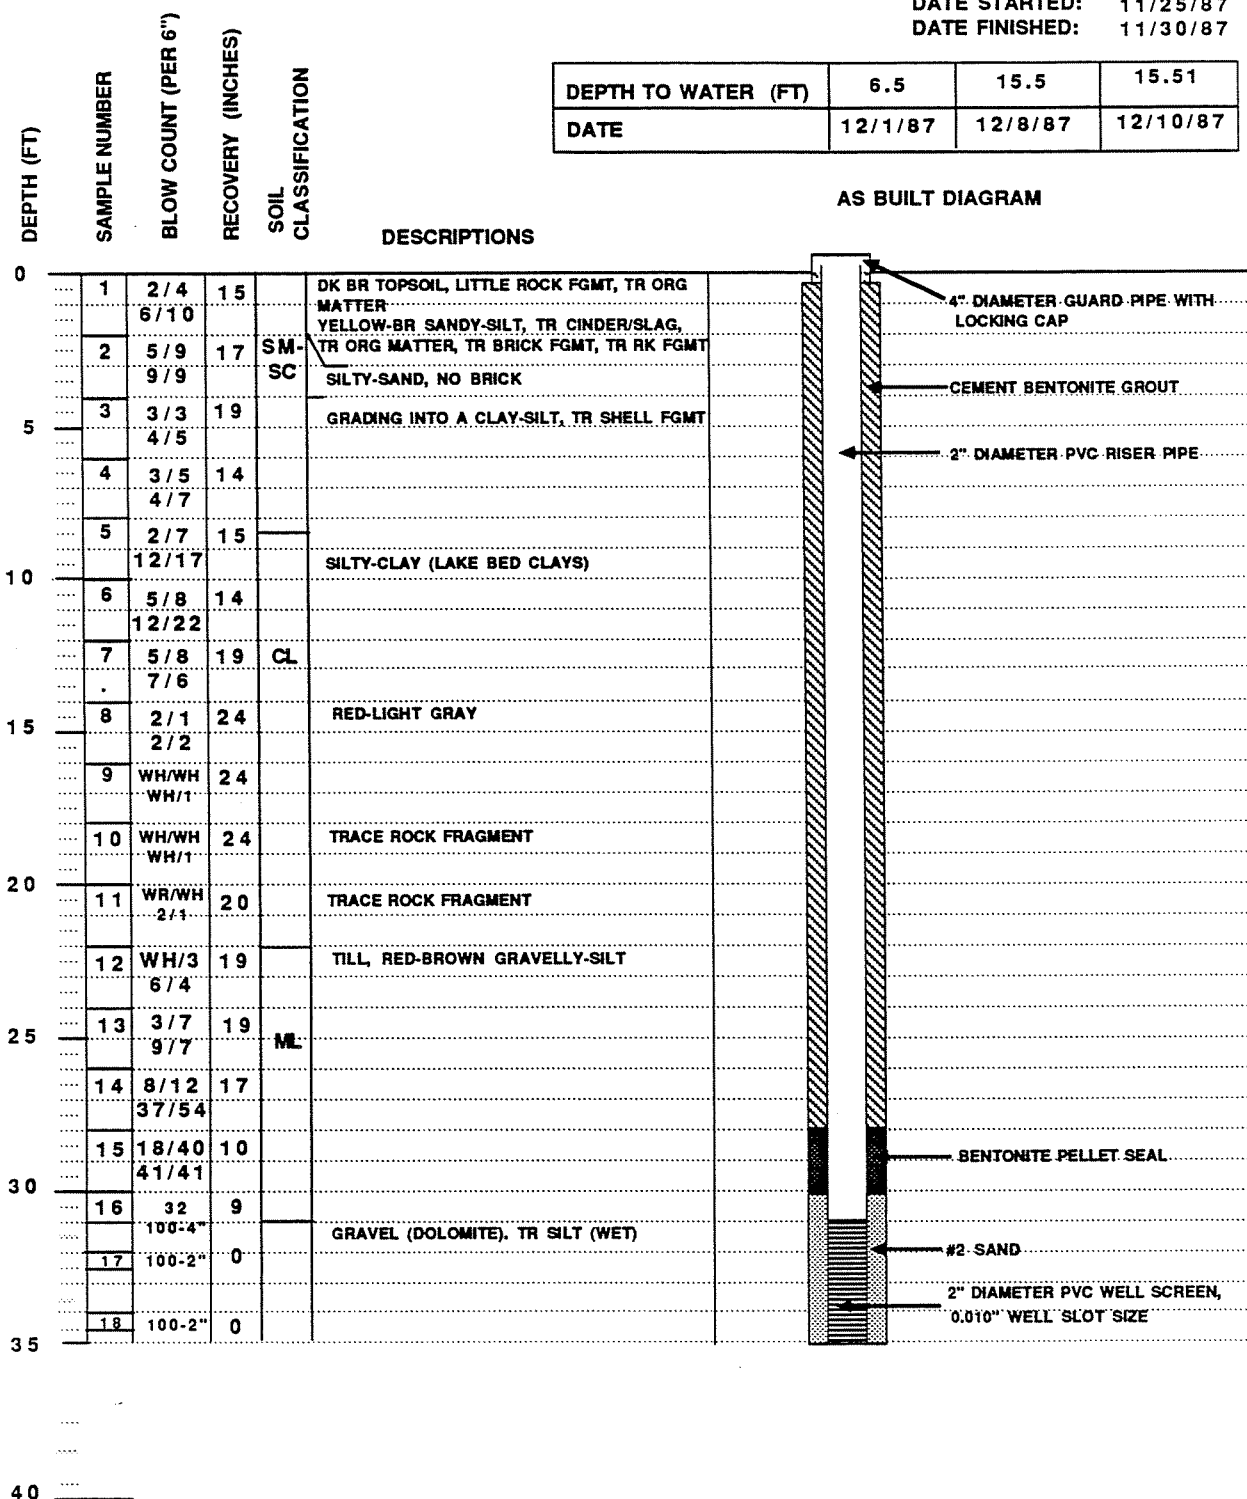 DATE STARTED: 11/25/87
DATE FINISHED: 11/30/87
DEPTH TO WATER (FT) 6.5 15.5 15.51
DATE 12/1/87 12/8/87 12/10/87
AS BUILT DIAGRAM
DEPTH (FT)
SAMPLE NUMBER
BLOW COUNT (PER 6")
RECOVERY (INCHES)
SOIL
CLASSIFICATION
DESCRIPTIONS
0
1 2/4 15 DK BR TOPSOIL, LITTLE ROCK FGMT, TR ORG
6/10 MATTER
YELLOW-BR SANDY-SILT, TR CINDER/SLAG,
2 5/9 17 SM- TR ORG MATTER, TR BRICK FGMT, TR RK FGMT
9/9 SC SILTY-SAND, NO BRICK
3 3/3 19 GRADING INTO A CLAY-SILT, TR SHELL FGMT
5 4/5
4 3/5 14
4/7
5 2/7 15
12/17 SILTY-CLAY (LAKE BED CLAYS)
10
6 5/8 14
12/22
7 5/8 19 CL
7/6
8 2/1 24 RED-LIGHT GRAY
15 2/2
9 WH/WH 24
WH/1
10 WH/WH 24 TRACE ROCK FRAGMENT
WH/1
20
11 WR/WH 20 TRACE ROCK FRAGMENT
2/1
12 WH/3 19 TILL, RED-BROWN GRAVELLY-SILT
6/4
13 3/7 19
25 9/7 ML
14 8/12 17
37/54
15 18/40 10
41/41
30
16 32 9
100-4" GRAVEL (DOLOMITE). TR SILT (WET)
17 100-2" 0
18 100-2" 0
35
40
4" DIAMETER GUARD PIPE WITH
LOCKING CAP
CEMENT BENTONITE GROUT
2" DIAMETER PVC RISER PIPE
BENTONITE PELLET SEAL
#2 SAND
2" DIAMETER PVC WELL SCREEN,
0.010" WELL SLOT SIZE